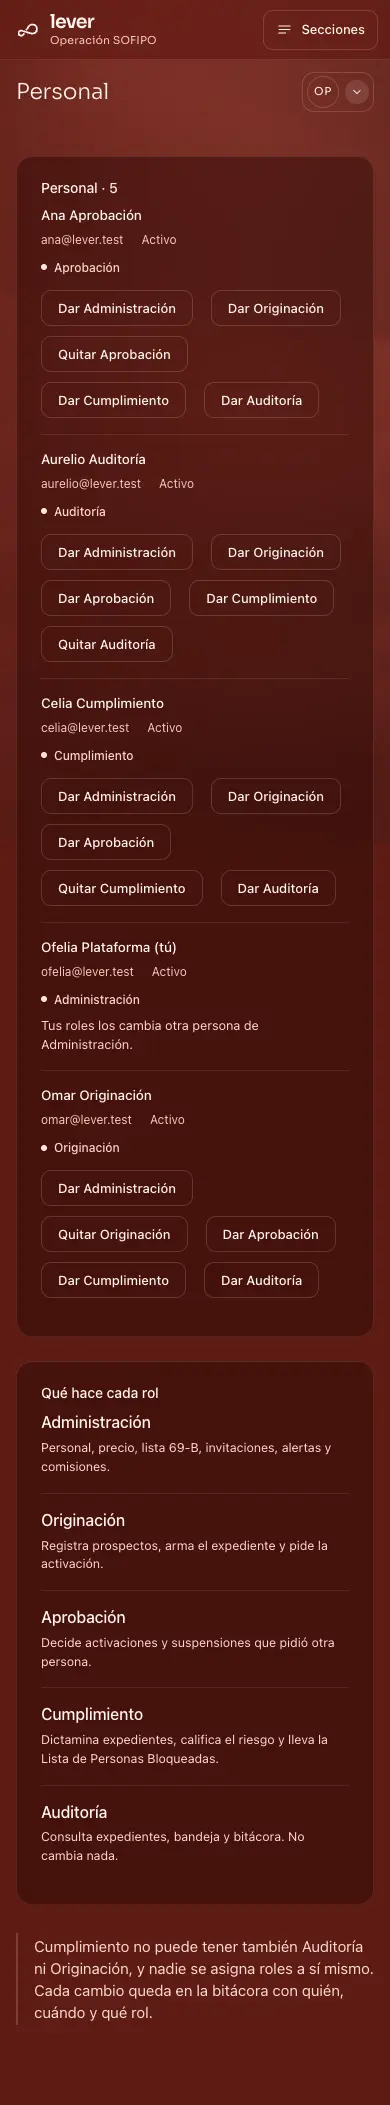 lever
Operación SOFIPO
Secciones
Personal
OP
Personal · 5
Ana Aprobación
ana@lever.test Activo
Aprobación
Dar Administración Dar Originación
Quitar Aprobación
Dar Cumplimiento Dar Auditoría
Aurelio Auditoría
aurelio@lever.test Activo
Auditoría
Dar Administración Dar Originación
Dar Aprobación Dar Cumplimiento
Quitar Auditoría
Celia Cumplimiento
celia@lever.test Activo
Cumplimiento
Dar Administración Dar Originación
Dar Aprobación
Quitar Cumplimiento Dar Auditoría
Ofelia Plataforma (tú)
ofelia@lever.test Activo
Administración
Tus roles los cambia otra persona de
Administración.
Omar Originación
omar@lever.test Activo
Originación
Dar Administración
Quitar Originación Dar Aprobación
Dar Cumplimiento Dar Auditoría
Qué hace cada rol
Administración
Personal, precio, lista 69-B, invitaciones, alertas y
comisiones.
Originación
Registra prospectos, arma el expediente y pide la
activación.
Aprobación
Decide activaciones y suspensiones que pidió otra
persona.
Cumplimiento
Dictamina expedientes, califica el riesgo y lleva la
Lista de Personas Bloqueadas.
Auditoría
Consulta expedientes, bandeja y bitácora. No
cambia nada.
Cumplimiento no puede tener también Auditoría
ni Originación, y nadie se asigna roles a sí mismo.
Cada cambio queda en la bitácora con quién,
cuándo y qué rol.